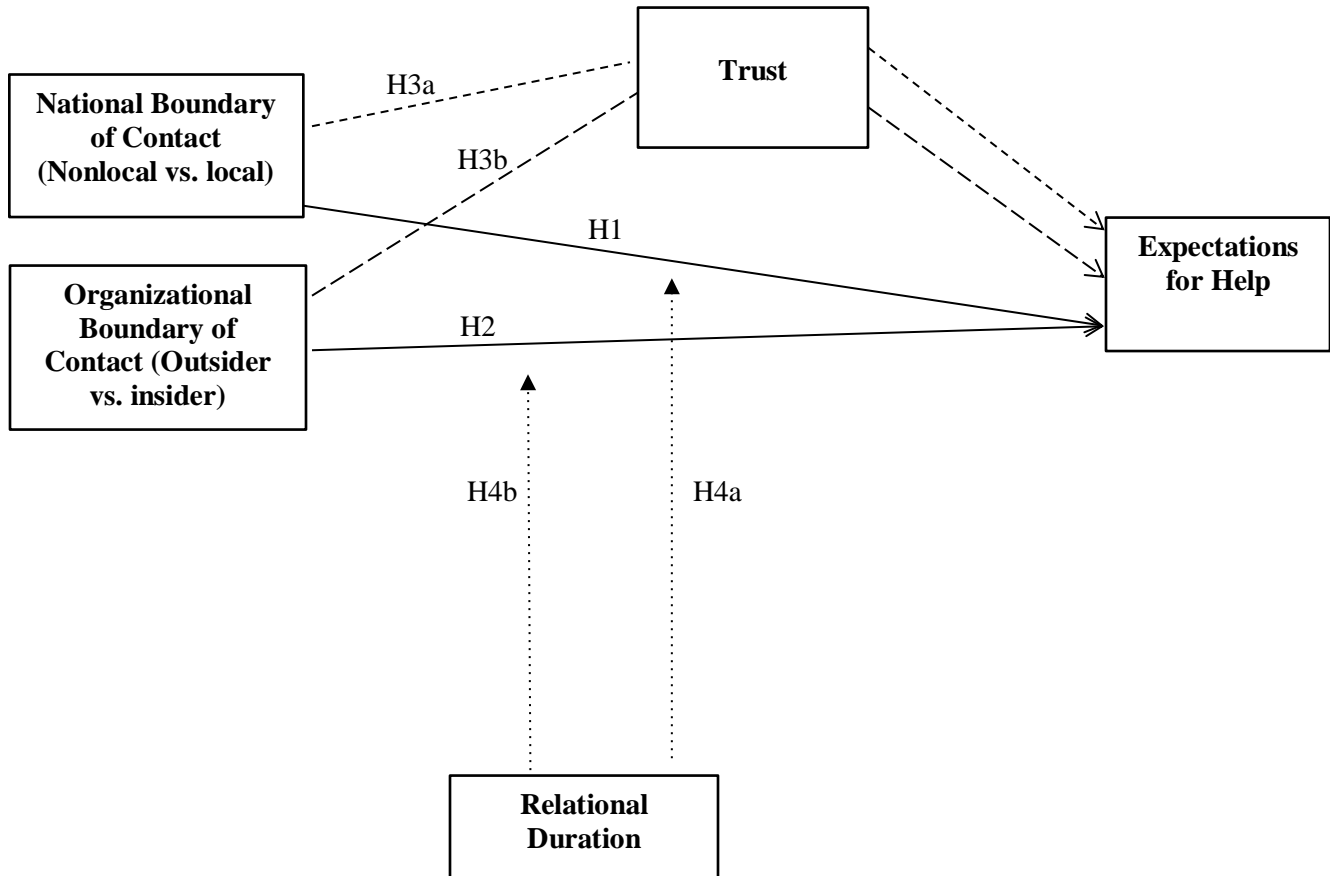 Trust
H3a
National Boundary
of Contact
(Nonlocal vs. local)
H3b
H1
Expectations
for Help
Organizational
Boundary of
Contact (Outsider
vs. insider)
H2
H4b
H4a
Relational
Duration